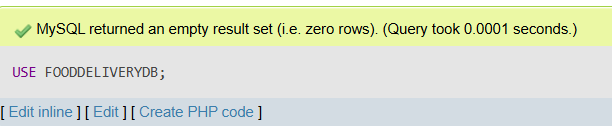 MySQL returned an empty result set (i.e. zero rows). (Query took 0.0001 seconds.)
USE FOODDELIVERYDB;
[ Edit inline ] [ Edit ] [ Create PHP code ]